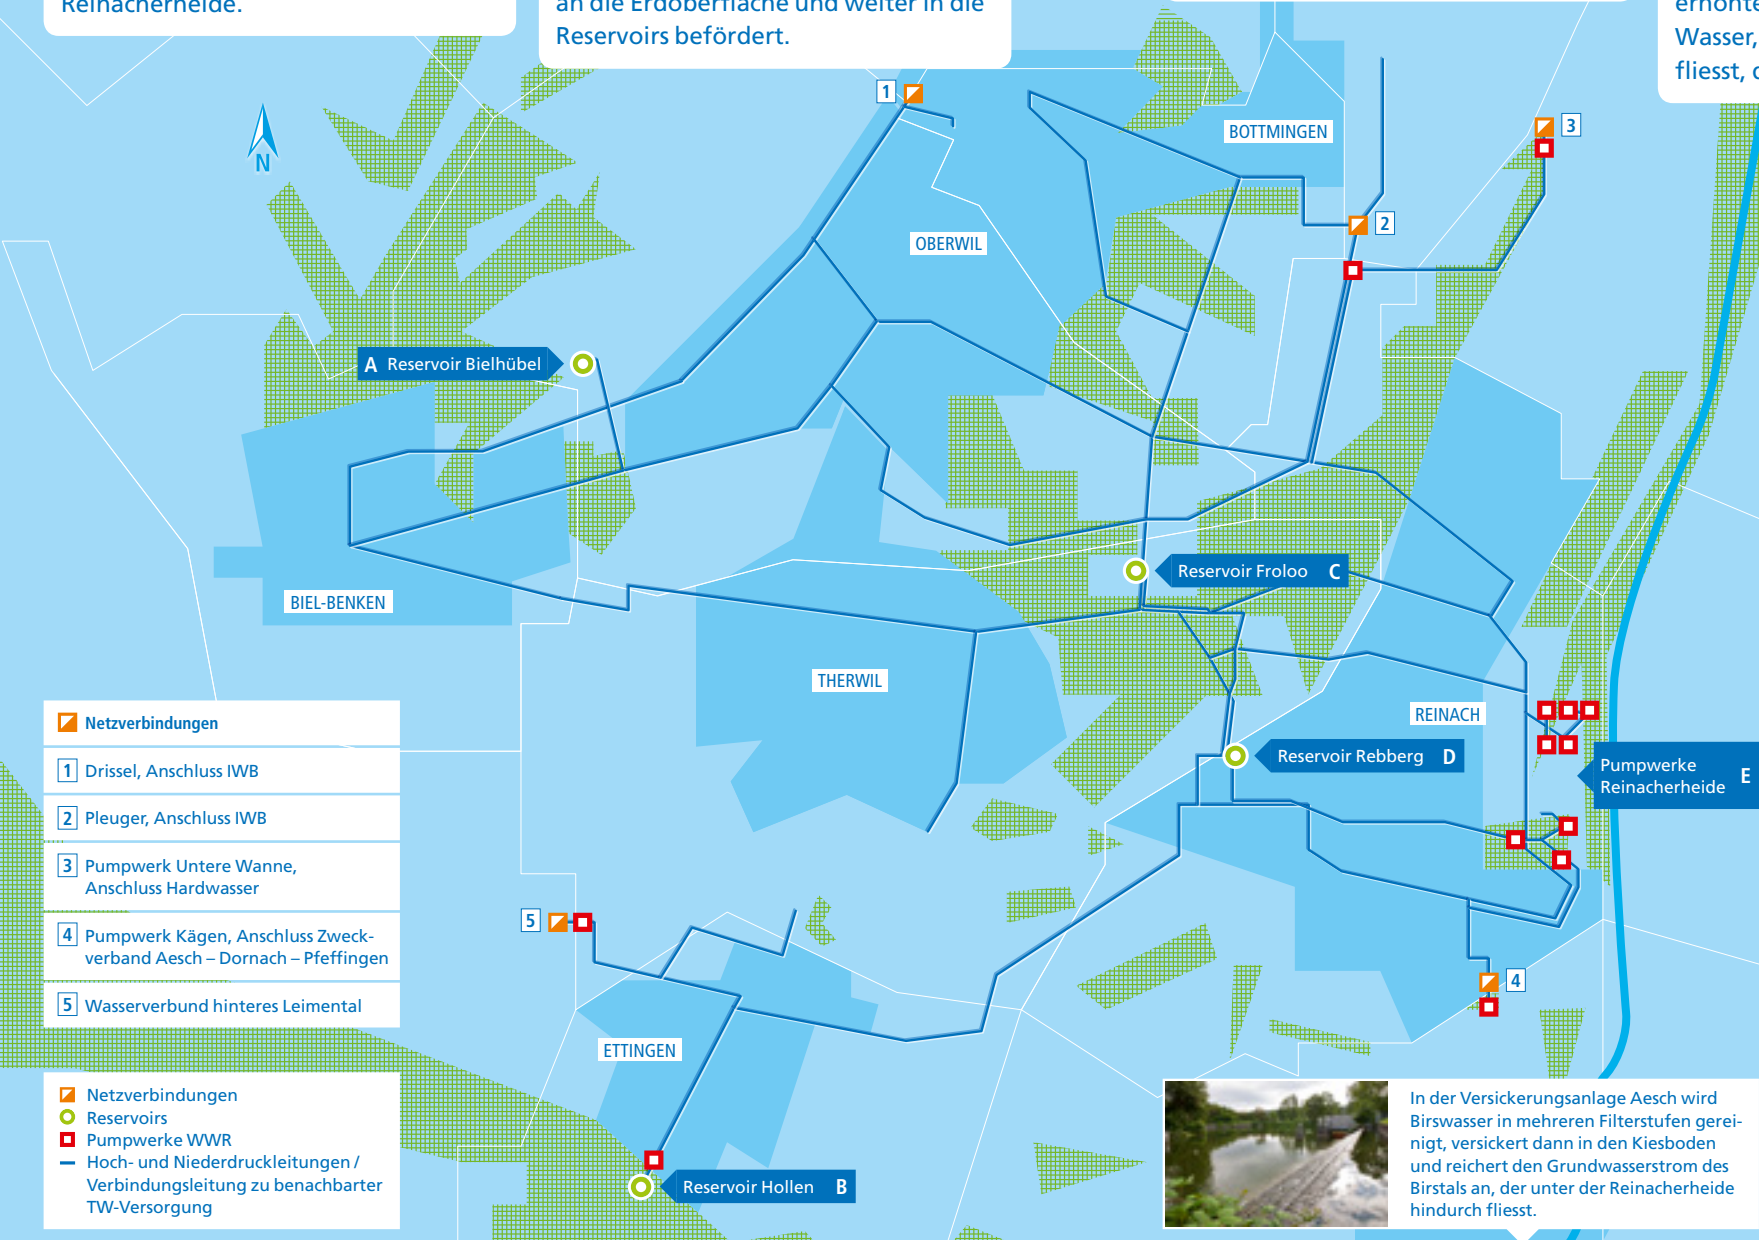 Reinacherheide.
an die Erdoberfläche und weiter in die
Reservoirs befördert.
Wasser,
1
BOTTMINGEN
3
N
2
OBERWIL
A Reservoir Bielhübel
Reservoir Froloo C
BIEL-BENKEN
THERWIL
REINACH
Reservoir Rebberg D
Pumpwerke
Reinacherheide E
Netzverbindungen
1 Drissel, Anschluss IWB
2 Pleuger, Anschluss IWB
3 Pumpwerk Untere Wanne,
Anschluss Hardwasser
4 Pumpwerk Kägen, Anschluss Zweck-
verband Aesch – Dornach – Pfeffingen
5 Wasserverbund hinteres Leimental
5
4
ETTINGEN
Reservoir Hollen B
Netzverbindungen
Reservoirs
Pumpwerke WWR
Hoch- und Niederdruckleitungen /
Verbindungsleitung zu benachbarter
TW-Versorgung
In der Versickerungsanlage Aesch wird
Birswasser in mehreren Filterstufen gerei-
nigt, versickert dann in den Kiesboden
und reichert den Grundwasserstrom des
Birstals an, der unter der Reinacherheide
hindurch fliesst.
fliesst,